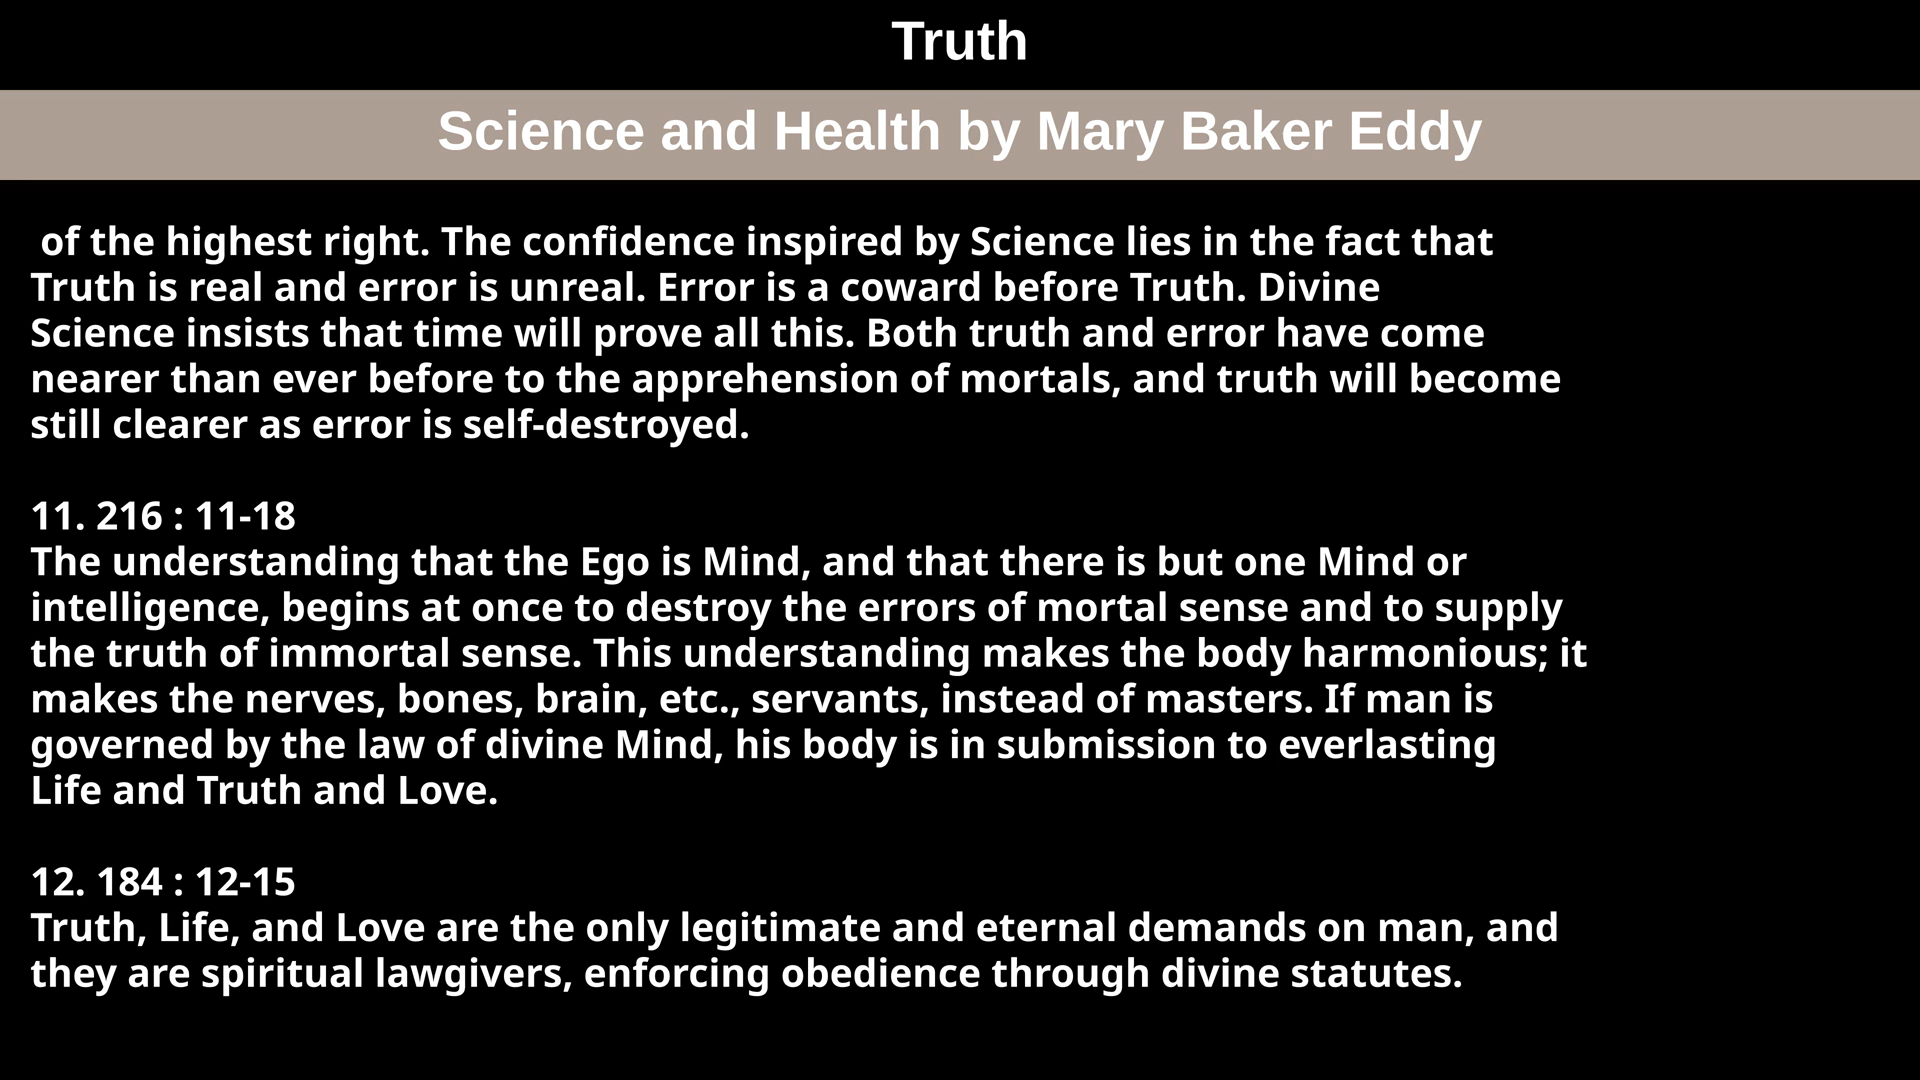 Truth
Science and Health by Mary Baker Eddy
of the highest right. The confidence inspired by Science lies in the fact that
Truth is real and error is unreal. Error is a coward before Truth. Divine
Science insists that time will prove all this. Both truth and error have come
nearer than ever before to the apprehension of mortals, and truth will become
still clearer as error is self-destroyed.
11. 216 : 11-18
The understanding that the Ego is Mind, and that there is but one Mind or
intelligence, begins at once to destroy the errors of mortal sense and to supply
the truth of immortal sense. This understanding makes the body harmonious; it
makes the nerves, bones, brain, etc., servants, instead of masters. If man is
governed by the law of divine Mind, his body is in submission to everlasting
Life and Truth and Love.
12. 184 : 12-15
Truth, Life, and Love are the only legitimate and eternal demands on man, and
they are spiritual lawgivers, enforcing obedience through divine statutes.